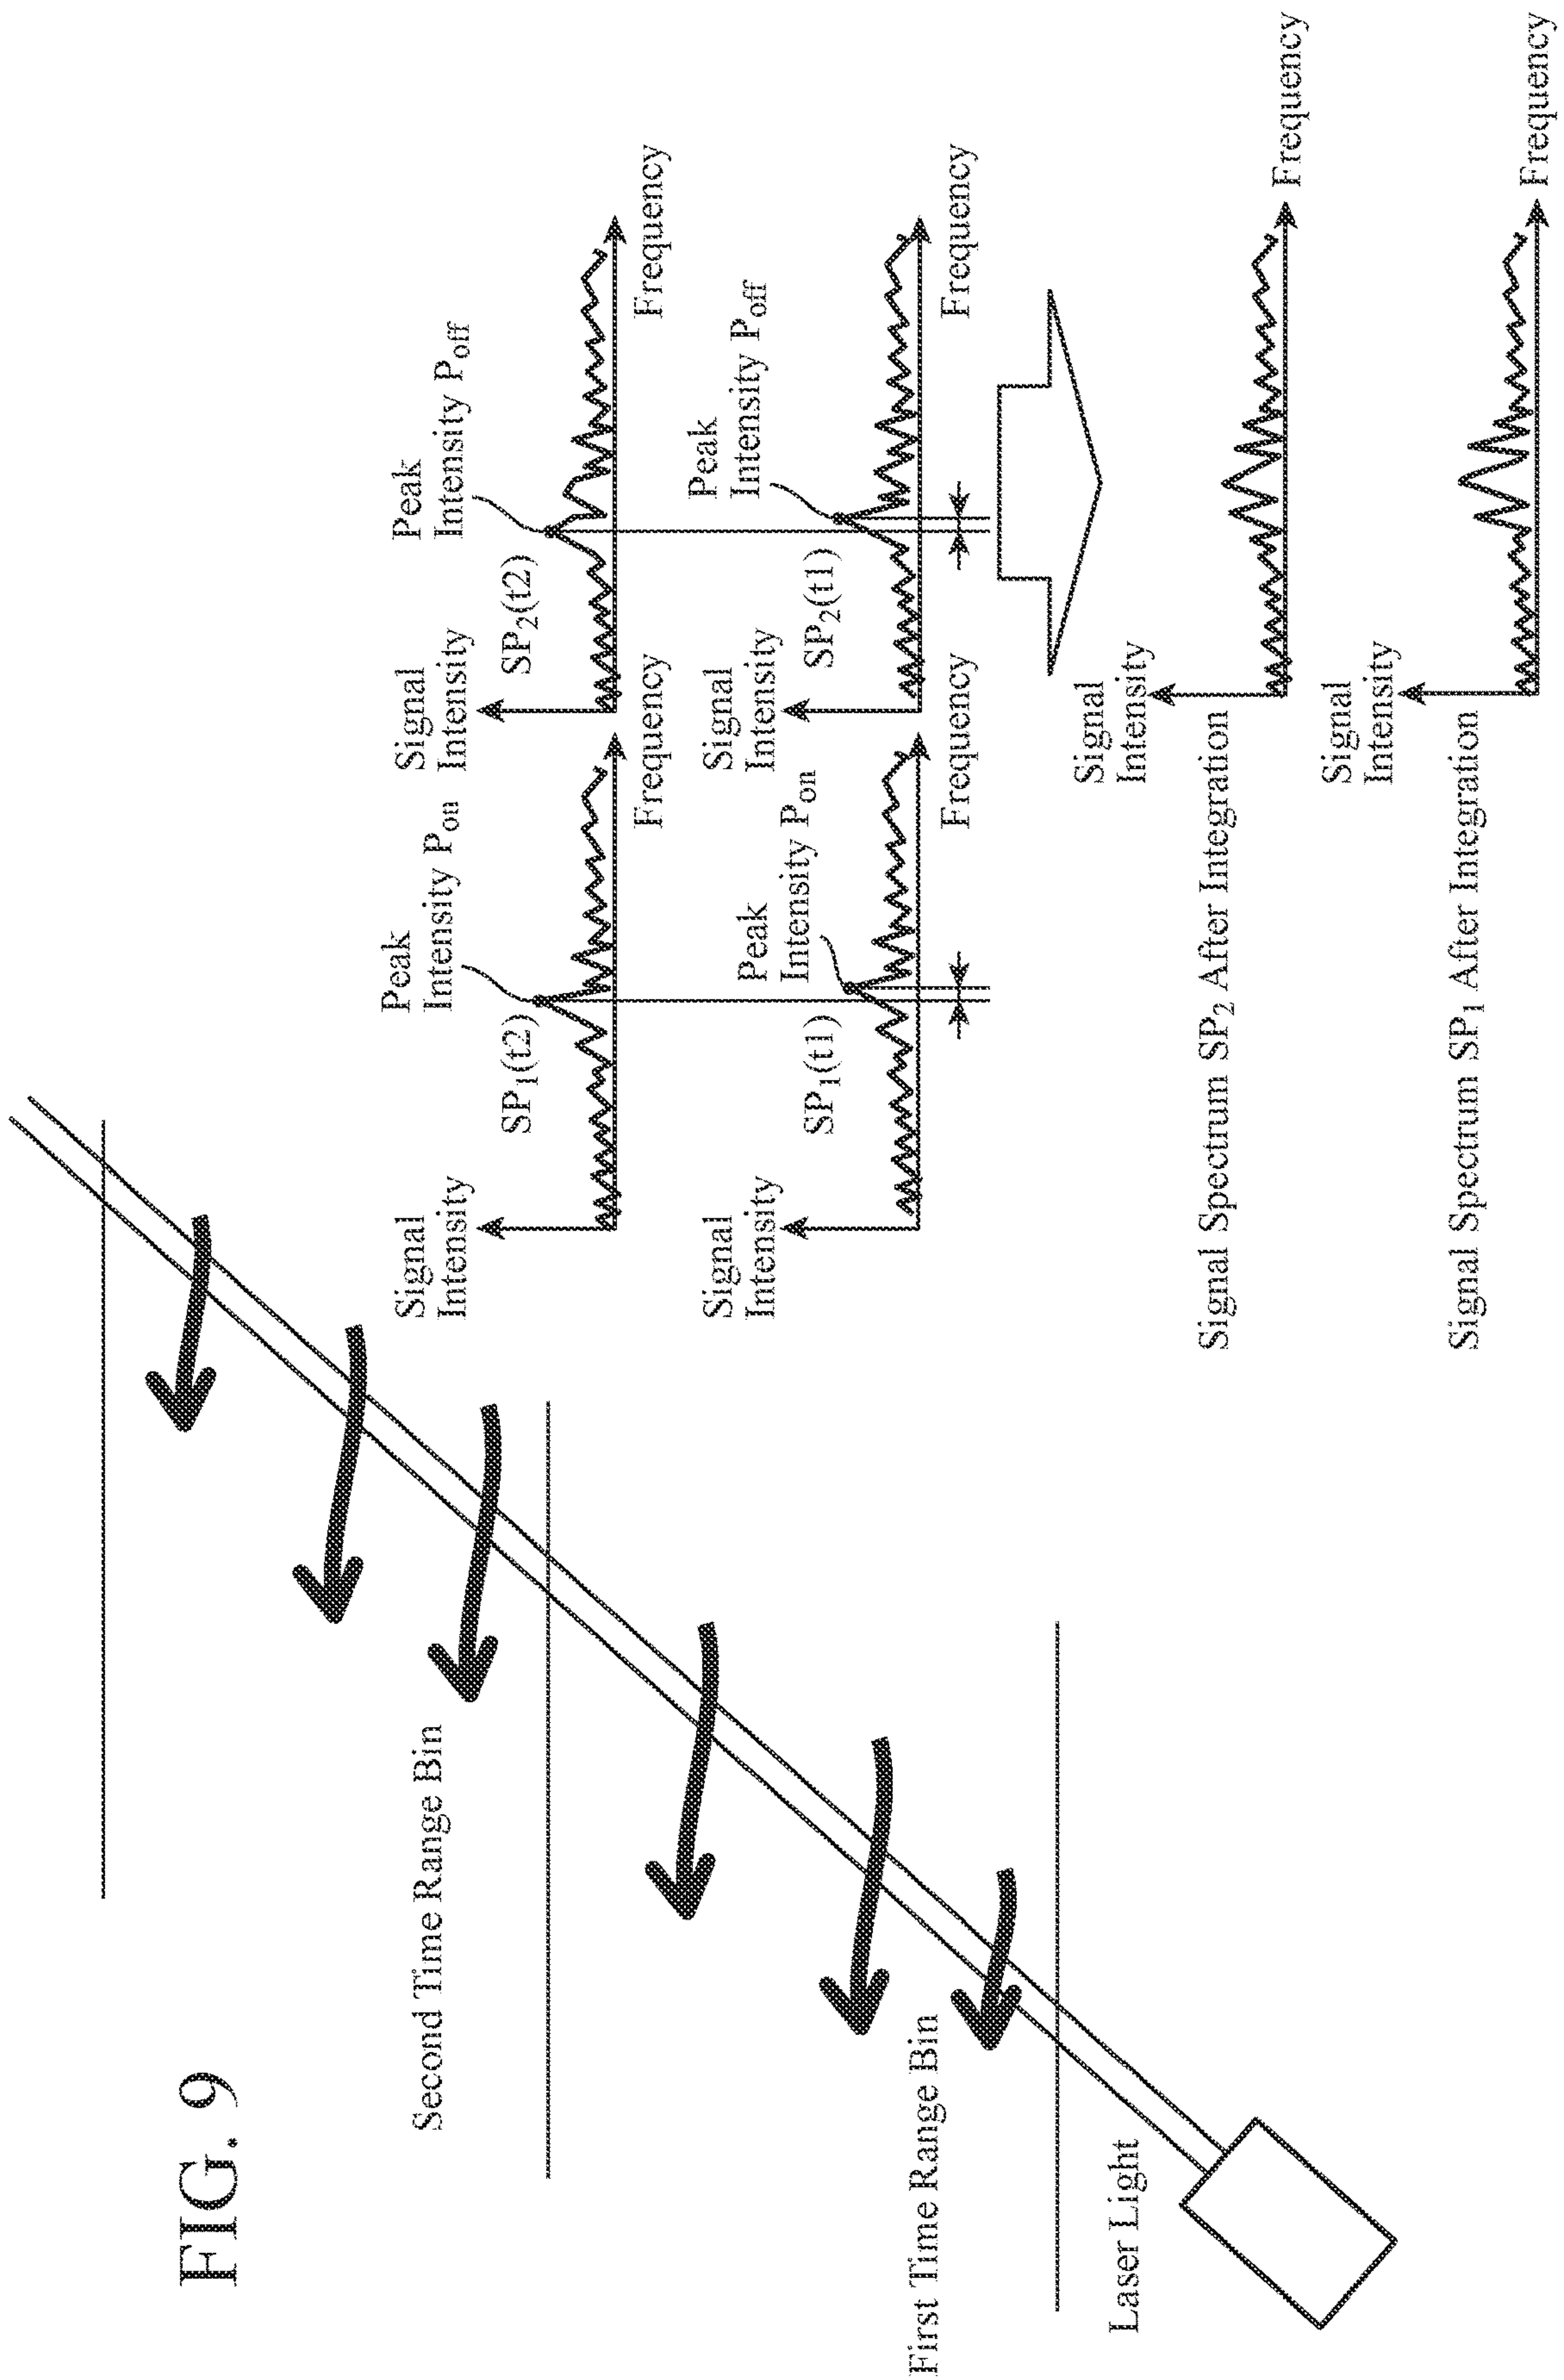 FIG. 9
Second Time Range Bin
First Time Range Bin
Laser Light
Peak
Intensity Pon
Signal
Intensity
SP1(t2)
Frequency
Peak
Intensity Poff
Signal
Intensity
SP2(t2)
Frequency
Peak
Intensity Pon
Signal
Intensity
SP1(t1)
Frequency
Peak
Intensity Poff
Signal
Intensity
SP2(t1)
Frequency
Signal
Intensity
Frequency
Signal Spectrum SP2 After Integration
Signal
Intensity
Frequency
Signal Spectrum SP1 After Integration